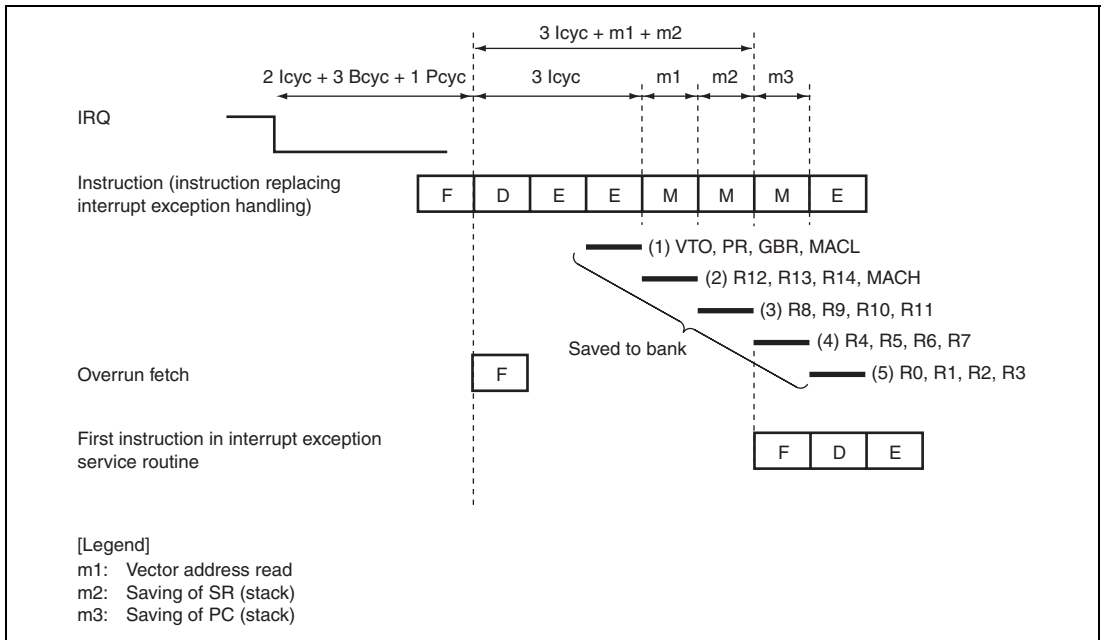 3 Icyc + m1 + m2
2 Icyc + 3 Bcyc + 1 Pcyc
3 Icyc
m1
m2
m3
IRQ
Instruction (instruction replacing
interrupt exception handling)
F
D
E
E
M
M
M
E
(1) VTO, PR, GBR, MACL
(2) R12, R13, R14, MACH
(3) R8, R9, R10, R11
(4) R4, R5, R6, R7
(5) R0, R1, R2, R3
Saved to bank
Overrun fetch
F
First instruction in interrupt exception
service routine
F
D
E
[Legend]
m1: Vector address read
m2: Saving of SR (stack)
m3: Saving of PC (stack)